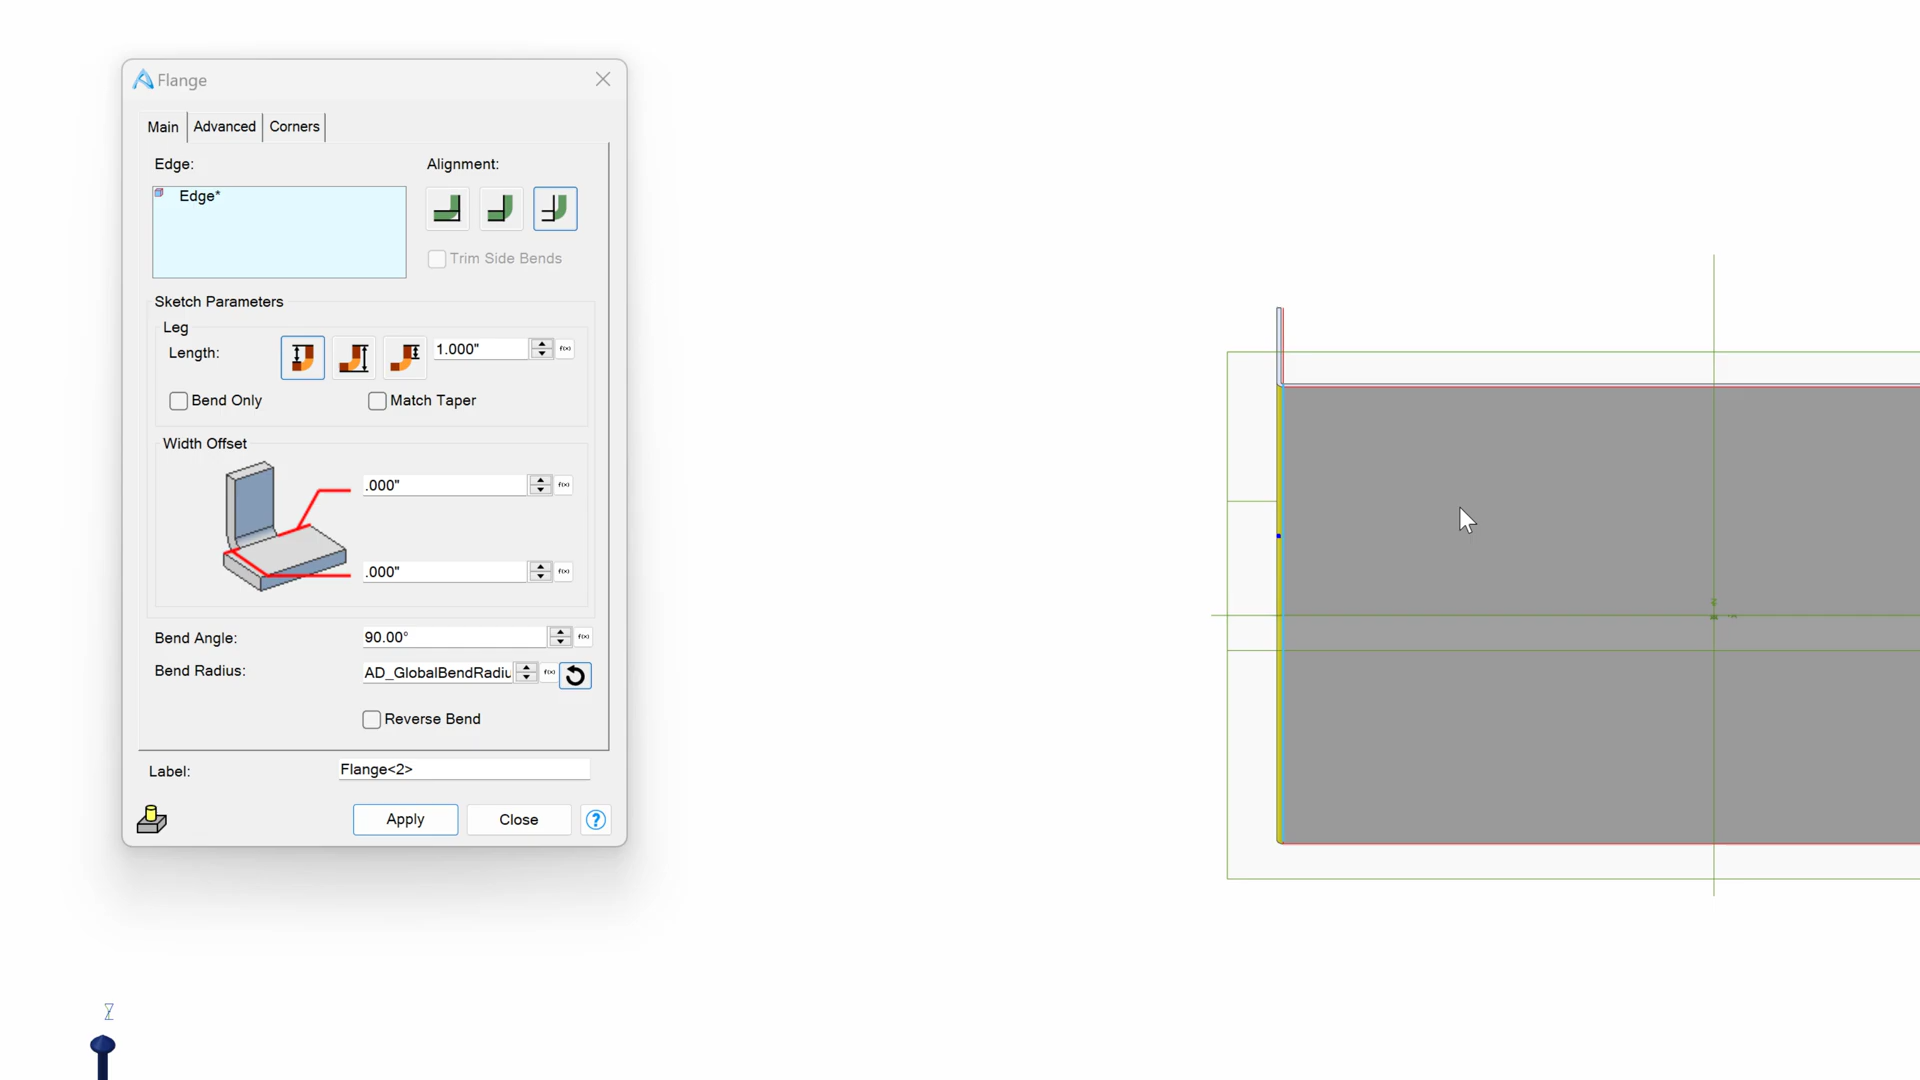 Flange
Main Advanced Corners
Edge: Alignment:
Edge*
Trim Side Bends
Sketch Parameters
Leg
Length: 1.000" f(x)
Bend Only Match Taper
Width Offset
.000" f(x)
.000" f(x)
Bend Angle: 90.00° f(x)
Bend Radius: AD_GlobalBendRadiu f(x)
Reverse Bend
Label: Flange<2>
Apply Close ?
Z